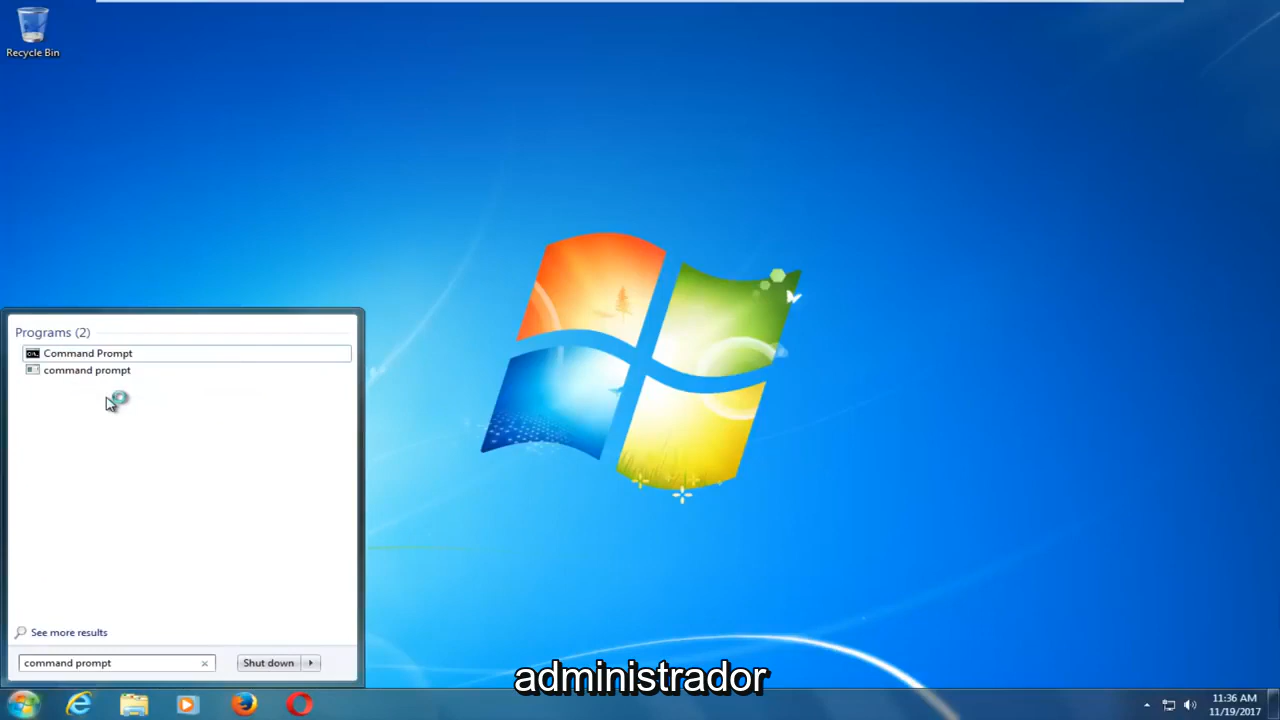 Recycle Bin
Programs (2)
Command Prompt
command prompt
See more results
command prompt
Shut down
administrador
11:36 AM
11/19/2017